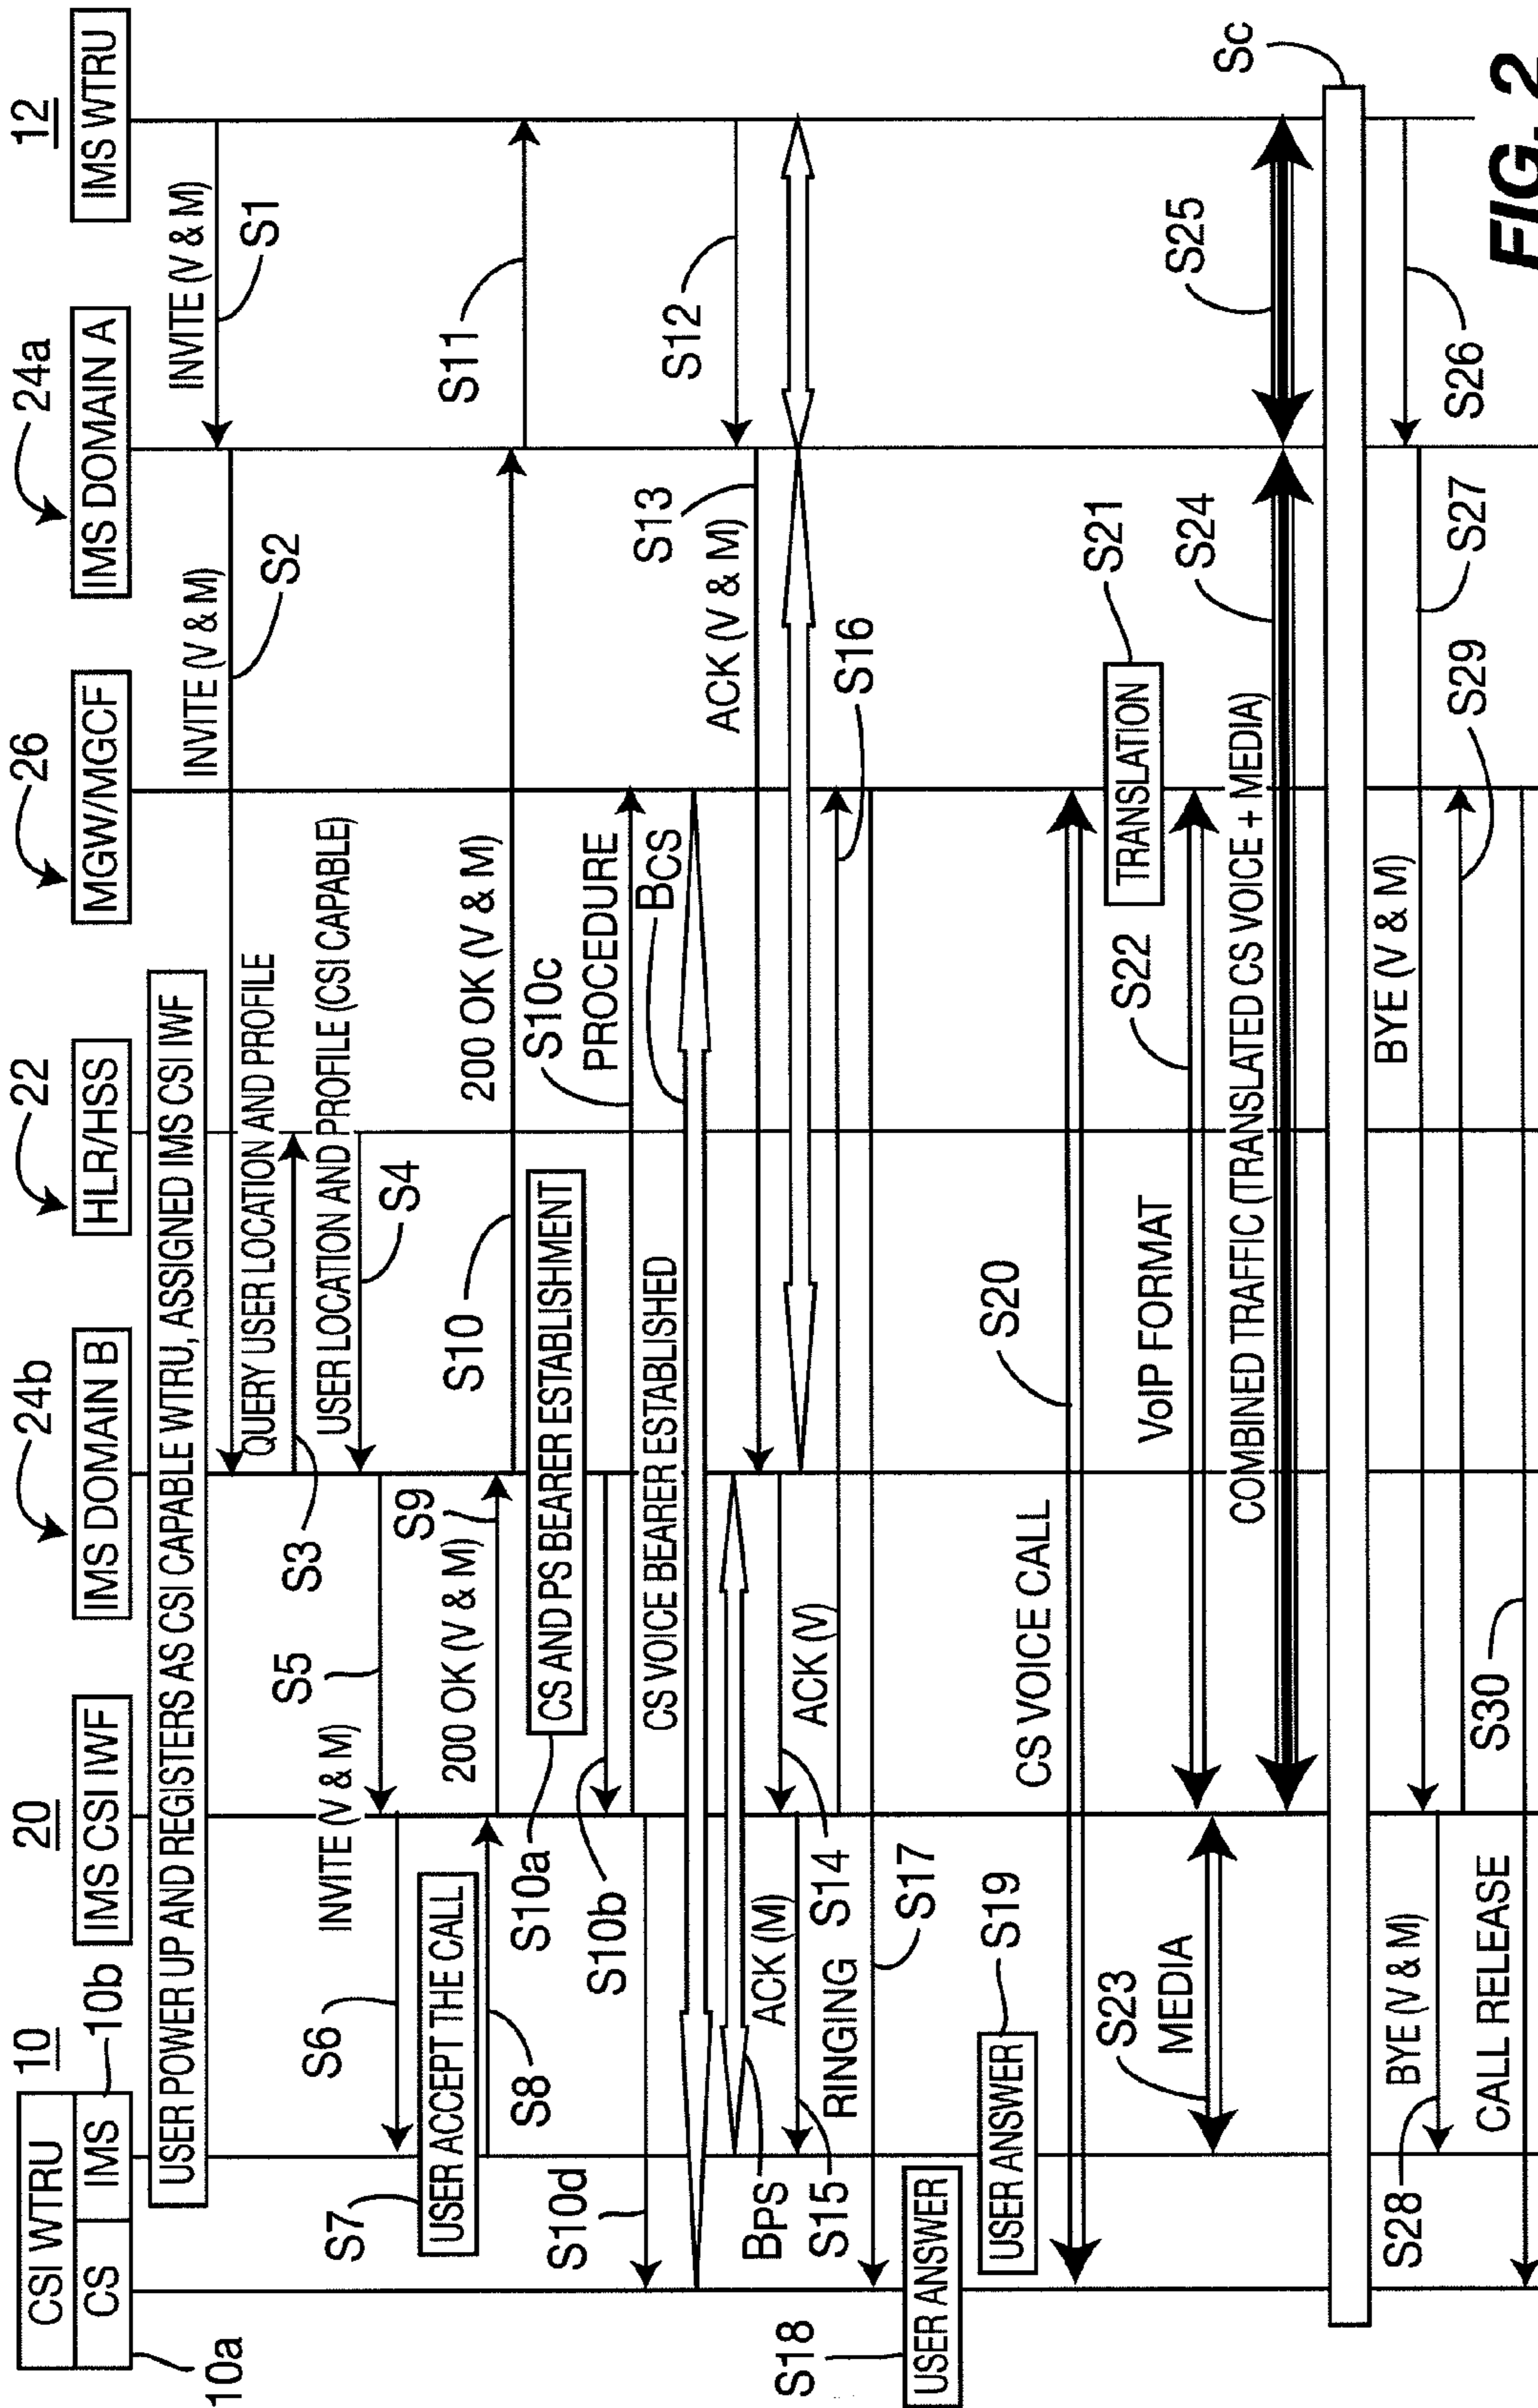 CSI WTRU
CS
IMS
10
10a
10b
20
IMS CSI IWF
24b
IMS DOMAIN B
22
HLR/HSS
26
MGW/MGCF
24a
IMS DOMAIN A
12
IMS WTRU
USER POWER UP AND REGISTERS AS CSI CAPABLE WTRU, ASSIGNED IMS CSI IWF
INVITE (V & M)
S1
INVITE (V & M)
S2
QUERY USER LOCATION AND PROFILE
S3
USER LOCATION AND PROFILE (CSI CAPABLE)
S4
S5
INVITE (V & M)
S6
S7
USER ACCEPT THE CALL
S8
200 OK (V & M)
S9
200 OK (V & M)
S10
S11
CS AND PS BEARER ESTABLISHMENT
S10a
S10b
S10c
PROCEDURE
S10d
CS VOICE BEARER ESTABLISHED
BCS
BPS
S12
S13
ACK (V & M)
ACK (V)
S14
ACK (M)
S15
S16
RINGING
S17
S18
USER ANSWER
USER ANSWER
S19
CS VOICE CALL
S20
TRANSLATION
S21
VoIP FORMAT
S22
S23
MEDIA
COMBINED TRAFFIC (TRANSLATED CS VOICE + MEDIA)
S24
S25
Sc
S26
BYE (V & M)
S27
BYE (V & M)
S28
S29
CALL RELEASE
S30
FIG. 2